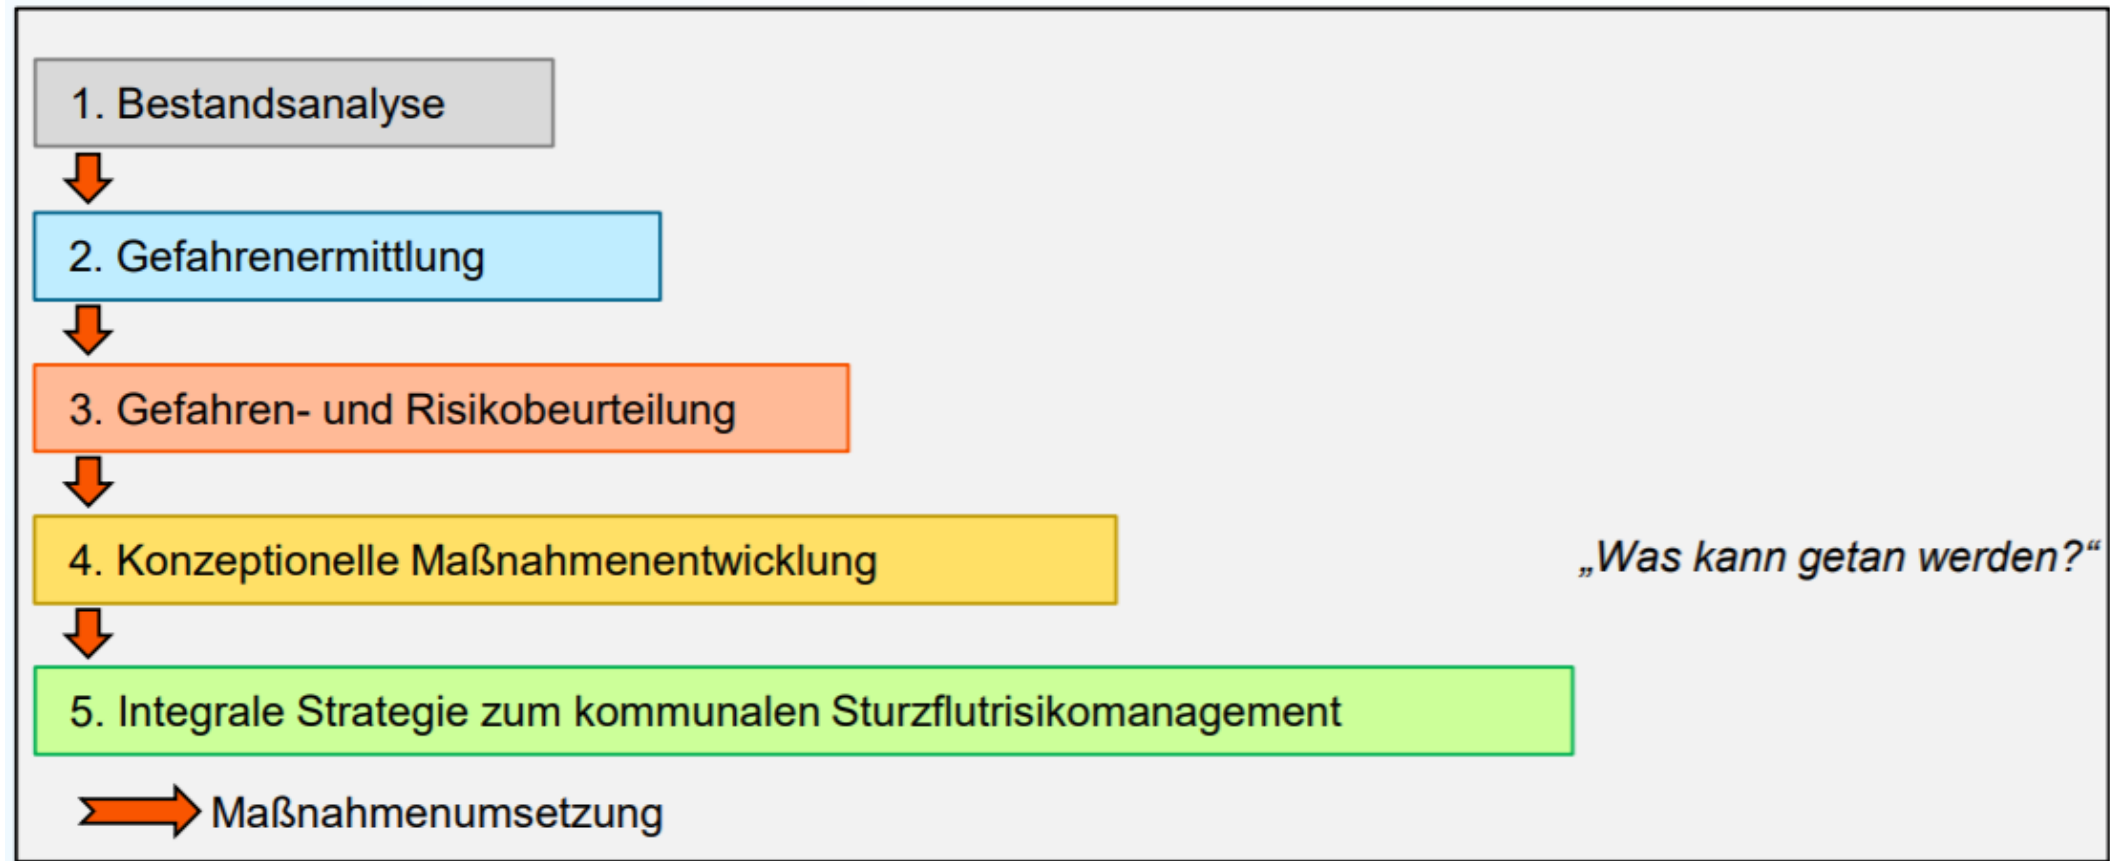 1. Bestandsanalyse
2. Gefahrenermittlung
3. Gefahren- und Risikobeurteilung
4. Konzeptionelle Maßnahmenentwicklung
„Was kann getan werden?“
5. Integrale Strategie zum kommunalen Sturzflutrisikomanagement
Maßnahmenumsetzung